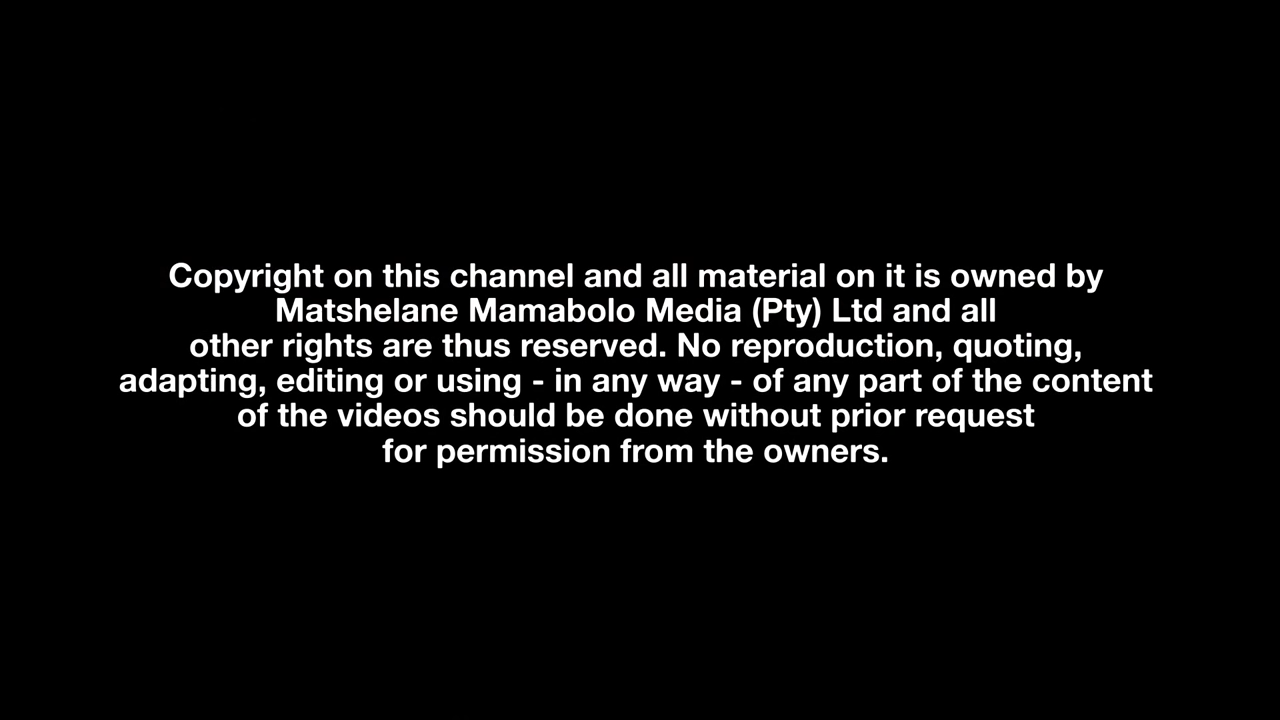 Copyright on this channel and all material on it is owned by
Matshelane Mamabolo Media (Pty) Ltd and all
other rights are thus reserved. No reproduction, quoting,
adapting, editing or using - in any way - of any part of the content
of the videos should be done without prior request
for permission from the owners.